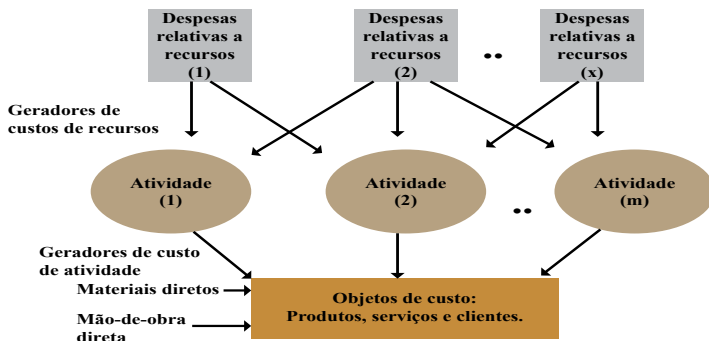 Despesas
relativas a
recursos
(1)
Despesas
relativas a
recursos
(2)
..
Despesas
relativas a
recursos
(x)
Geradores de
custos de recursos
Atividade
(1)
Atividade
(2)
..
Atividade
(m)
Geradores de custo
de atividade
Materiais diretos
Mão-de-obra
direta
Objetos de custo:
Produtos, serviços e clientes.